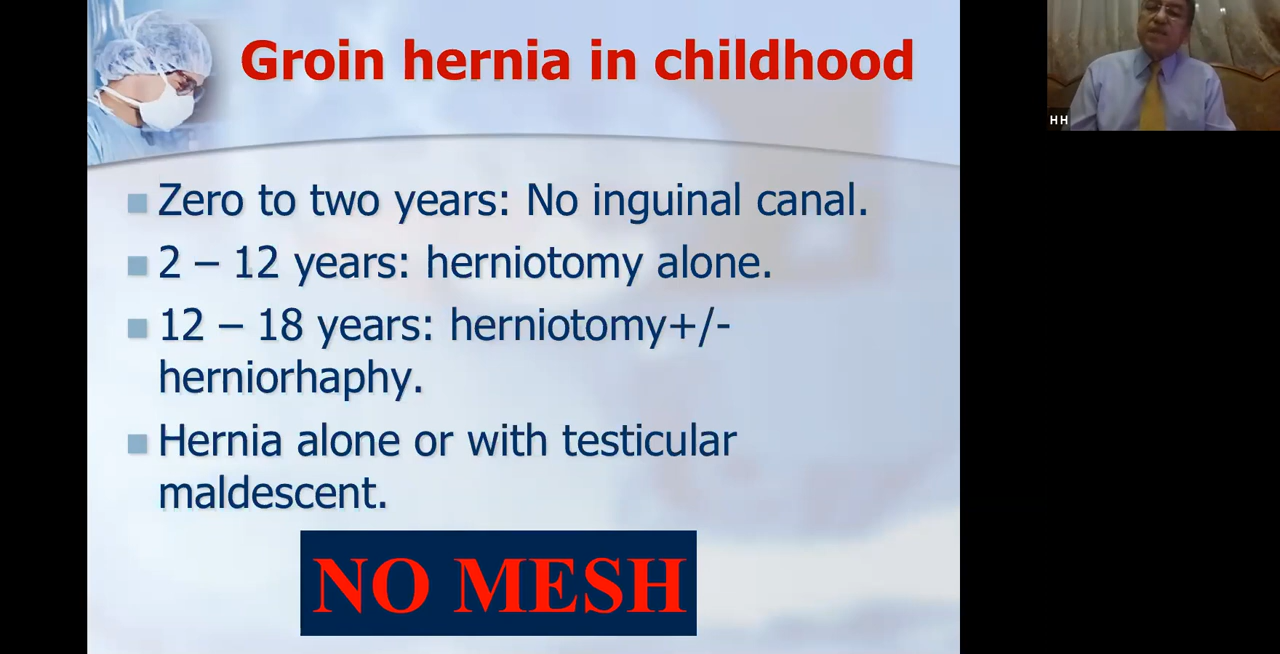 Groin hernia in childhood
Zero to two years: No inguinal canal.
2 – 12 years: herniotomy alone.
12 – 18 years: herniotomy+/-
herniorhaphy.
Hernia alone or with testicular
maldescent.
NO MESH
HH